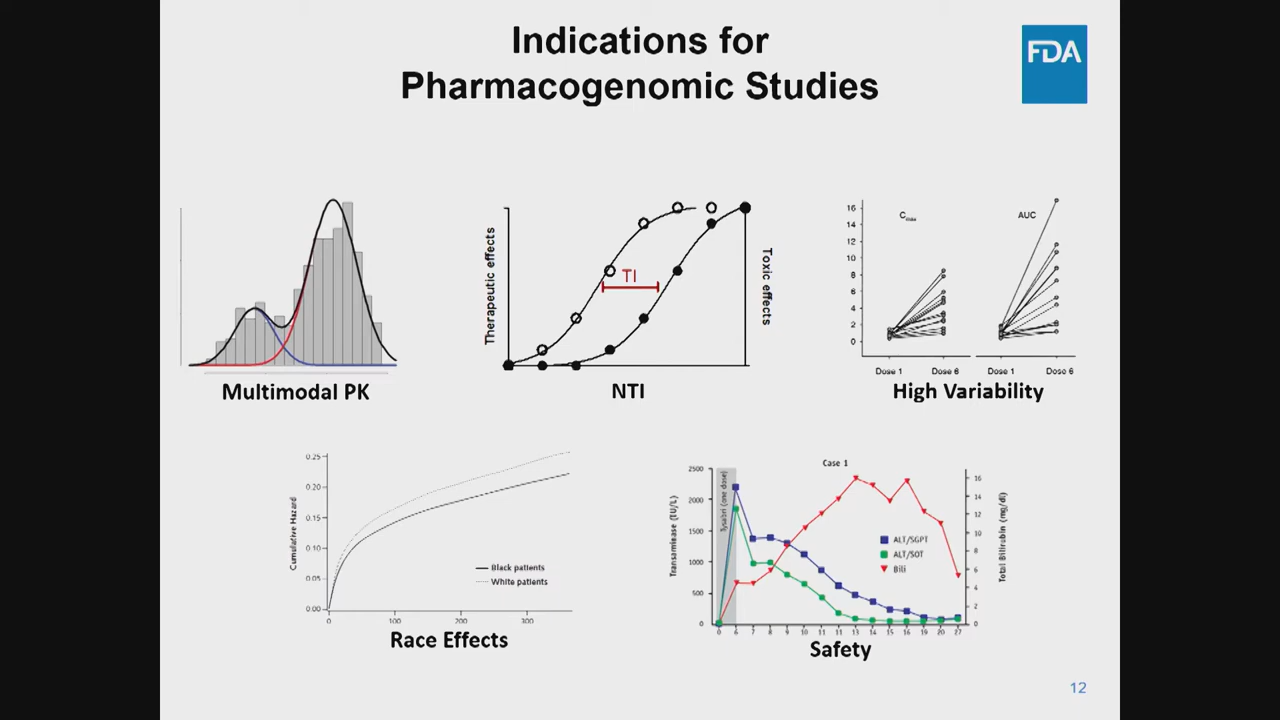 Indications for
Pharmacogenomic Studies
FDA
Multimodal PK
Therapeutic effects
TI
Toxic effects
NTI
16
14
12
10
8
6
4
2
0
Cmax
AUC
Dose 1 Dose 6 Dose 1 Dose 6
High Variability
Cumulative Hazard
0.25
0.20
0.15
0.10
0.05
0.00
Black patients
White patients
0 100 200 300
Race Effects
Case 1
Transaminase (TU/L)
2500
2000
1500
1000
500
0
Tysabri (one dose)
ALT/SGPT
ALT/SOT
Bili
16
14
12
10
8
6
4
2
0
Total Bilirubin (mg/dl)
0 6 7 8 9 10 11 11 13 14 15 16 19 20 27
Safety
12